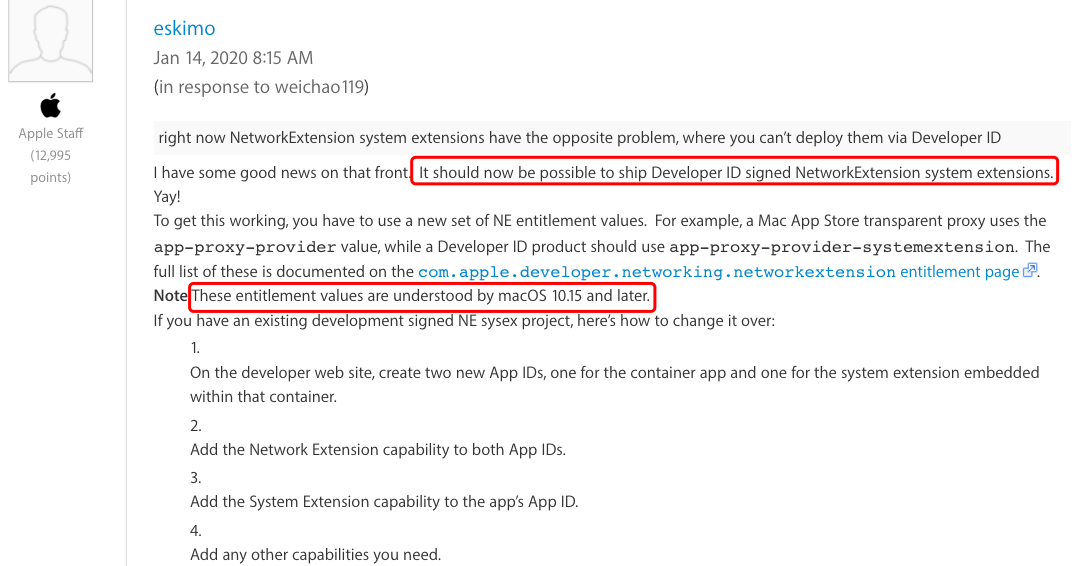 eskimo
Jan 14, 2020 8:15 AM
(in response to weichao119)
Apple Staff
(12,995
points)
right now NetworkExtension system extensions have the opposite problem, where you can't deploy them via Developer ID
I have some good news on that front. It should now be possible to ship Developer ID signed NetworkExtension system extensions.
Yay!
To get this working, you have to use a new set of NE entitlement values.  For example, a Mac App Store transparent proxy uses the
app-proxy-provider value, while a Developer ID product should use app-proxy-provider-systemextension.  The
full list of these is documented on the com.apple.developer.networking.networkextension entitlement page.
Note These entitlement values are understood by macOS 10.15 and later.
If you have an existing development signed NE sysex project, here's how to change it over:
1.
On the developer web site, create two new App IDs, one for the container app and one for the system extension embedded
within that container.
2.
Add the Network Extension capability to both App IDs.
3.
Add the System Extension capability to the app's App ID.
4.
Add any other capabilities you need.